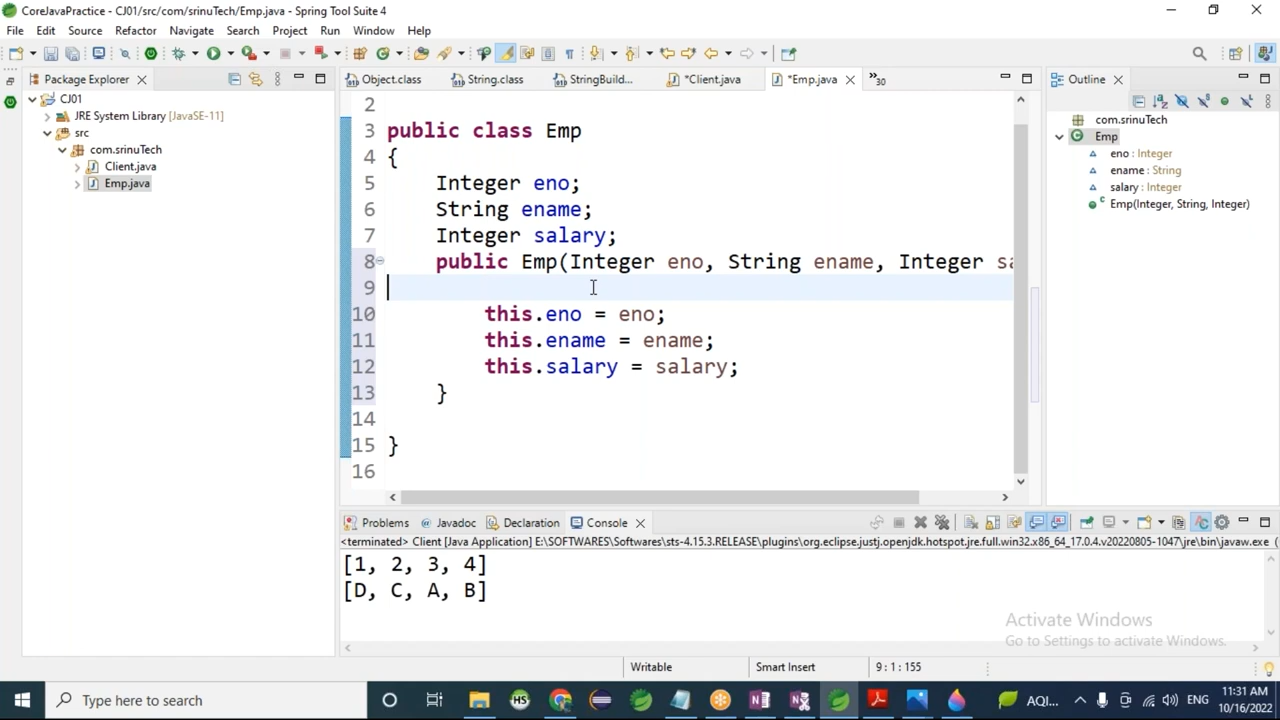 CoreJavaPractice - CJ01/src/com/srinuTech/Emp.java - Spring Tool Suite 4
File Edit Source Refactor Navigate Search Project Run Window Help
Package Explorer
CJ01
JRE System Library [JavaSE-11]
src
com.srinuTech
Client.java
Emp.java
Object.class String.class StringBuild... *Client.java *Emp.java »30
2
3 public class Emp
4 {
5 Integer eno;
6 String ename;
7 Integer salary;
8 public Emp(Integer eno, String ename, Integer sa
9
10 this.eno = eno;
11 this.ename = ename;
12 this.salary = salary;
13 }
14
15 }
16
Outline
com.srinuTech
Emp
eno : Integer
ename : String
salary : Integer
Emp(Integer, String, Integer)
Problems @ Javadoc Declaration Console
<terminated> Client [Java Application] E:\SOFTWARES\Softwares\sts-4.15.3.RELEASE\plugins\org.eclipse.justj.openjdk.hotspot.jre.full.win32.x86_64_17.0.4.v20220805-1047\jre\bin\javaw.exe (
[1, 2, 3, 4]
[D, C, A, B]
Activate Windows
Go to Settings to activate Windows.
Writable Smart Insert 9 : 1 : 155
Type here to search
HS
AQI... ENG
11:31 AM
10/16/2022